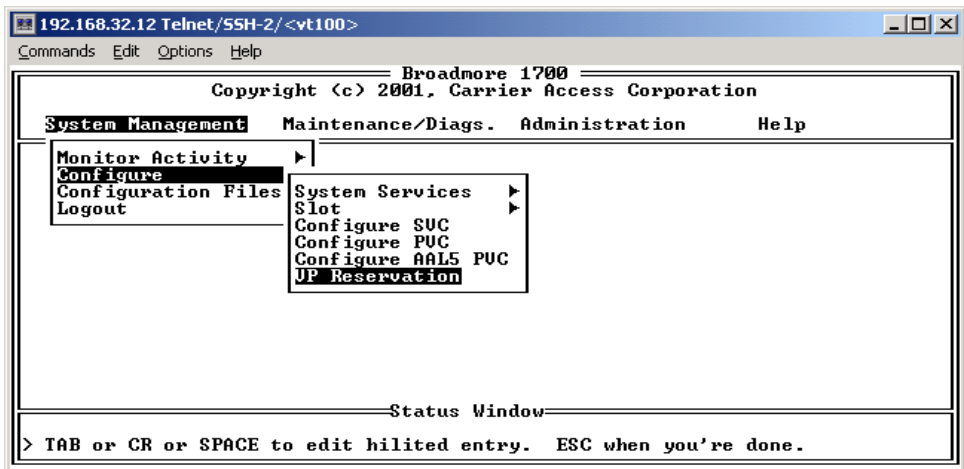 192.168.32.12 Telnet/SSH-2/<vt100>
Commands Edit Options Help
Broadmore 1700
Copyright (c) 2001, Carrier Access Corporation
System Management Maintenance/Diags. Administration Help
Monitor Activity ►
Configure
Configuration Files
Logout
System Services ►
Slot ►
Configure SVC
Configure PVC
Configure AAL5 PVC
VP Reservation
Status Window
> TAB or CR or SPACE to edit hilited entry. ESC when you're done.